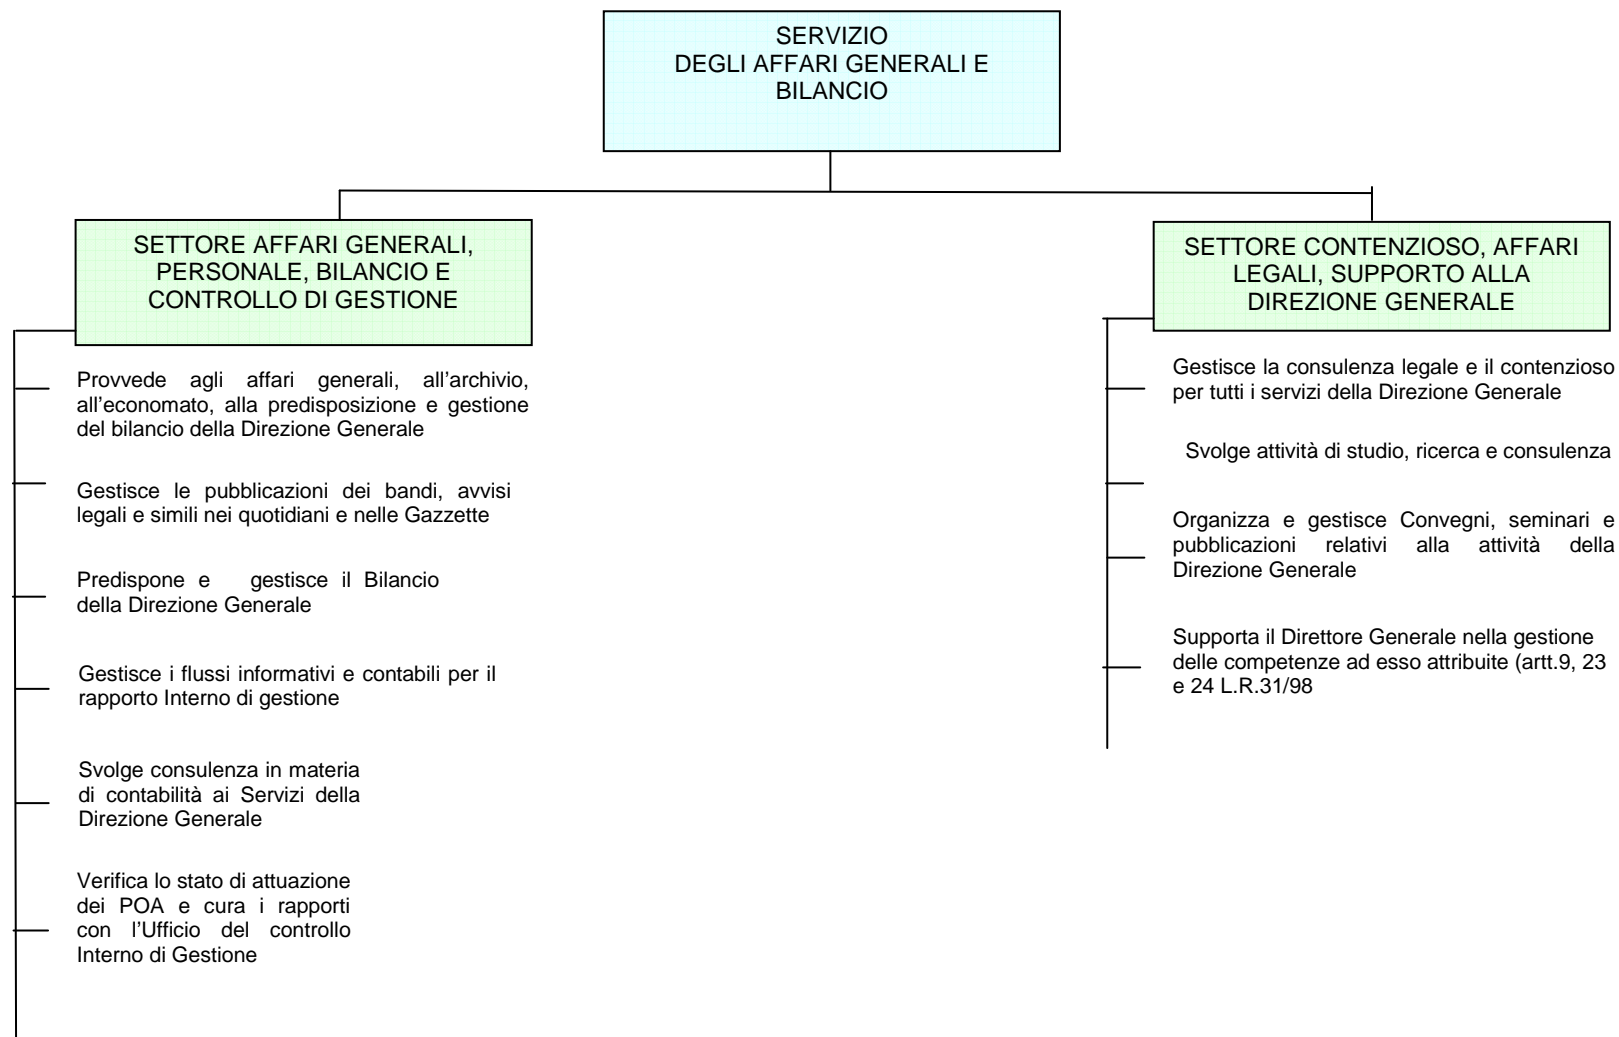 SERVIZIO
DEGLI AFFARI GENERALI E
BILANCIO
SETTORE AFFARI GENERALI,
PERSONALE, BILANCIO E
CONTROLLO DI GESTIONE
Provvede agli affari generali, all'archivio,
all'economato, alla predisposizione e gestione
del bilancio della Direzione Generale
Gestisce le pubblicazioni dei bandi, avvisi
legali e simili nei quotidiani e nelle Gazzette
Predispone e gestisce il Bilancio
della Direzione Generale
Gestisce i flussi informativi e contabili per il
rapporto Interno di gestione
Svolge consulenza in materia
di contabilità ai Servizi della
Direzione Generale
Verifica lo stato di attuazione
dei POA e cura i rapporti
con l'Ufficio del controllo
Interno di Gestione
SETTORE CONTENZIOSO, AFFARI
LEGALI, SUPPORTO ALLA
DIREZIONE GENERALE
Gestisce la consulenza legale e il contenzioso
per tutti i servizi della Direzione Generale
Svolge attività di studio, ricerca e consulenza
Organizza e gestisce Convegni, seminari e
pubblicazioni relativi alla attività della
Direzione Generale
Supporta il Direttore Generale nella gestione
delle competenze ad esso attribuite (artt.9, 23
e 24 L.R.31/98